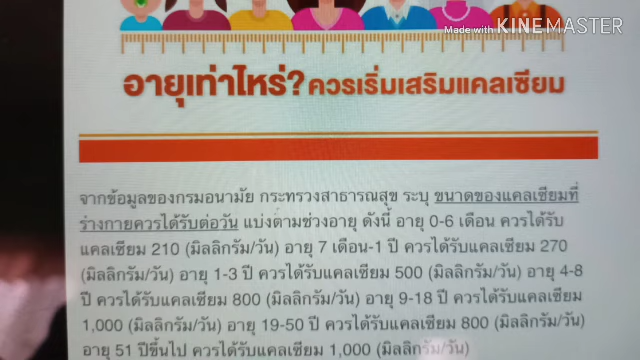 Made with KINEMASTER
อายุเท่าไหร่? ควรเริ่มเสริมแคลเซียม
จากข้อมูลของกรมอนามัย กระทรวงสาธารณสุข ระบุ ขนาดของแคลเซียมที่
ร่างกายควรได้รับต่อวัน แบ่งตามช่วงอายุ ดังนี้ อายุ 0-6 เดือน ควรได้รับ
แคลเซียม 210 (มิลลิกรัม/วัน) อายุ 7 เดือน-1 ปี ควรได้รับแคลเซียม 270
(มิลลิกรัม/วัน) อายุ 1-3 ปี ควรได้รับแคลเซียม 500 (มิลลิกรัม/วัน) อายุ 4-8
ปี ควรได้รับแคลเซียม 800 (มิลลิกรัม/วัน) อายุ 9-18 ปี ควรได้รับแคลเซียม
1,000 (มิลลิกรัม/วัน) อายุ 19-50 ปี ควรได้รับแคลเซียม 800 (มิลลิกรัม/วัน)
อายุ 51 ปีขึ้นไป ควรได้รับแคลเซียม 1,000 (มิลลิกรัม/วัน)